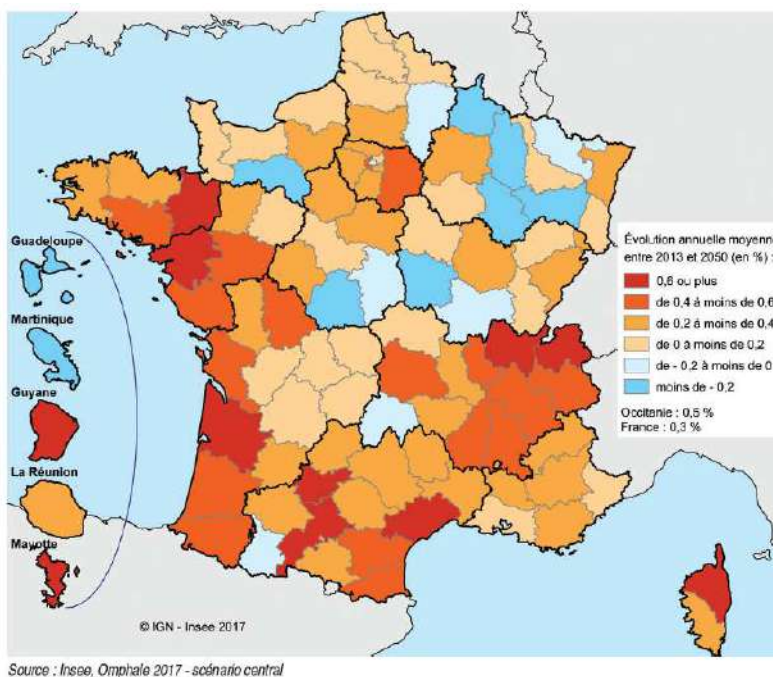 Guadeloupe
Martinique
Guyane
La Réunion
Mayotte
Évolution annuelle moyenne
entre 2013 et 2050 (en %) :
0,6 ou plus
de 0,4 à moins de 0,6
de 0,2 à moins de 0,4
de 0 à moins de 0,2
de - 0,2 à moins de 0
moins de - 0,2
Occitanie : 0,5 %
France : 0,3 %
© IGN - Insee 2017
Source : Insee, Omphale 2017 - scénario central